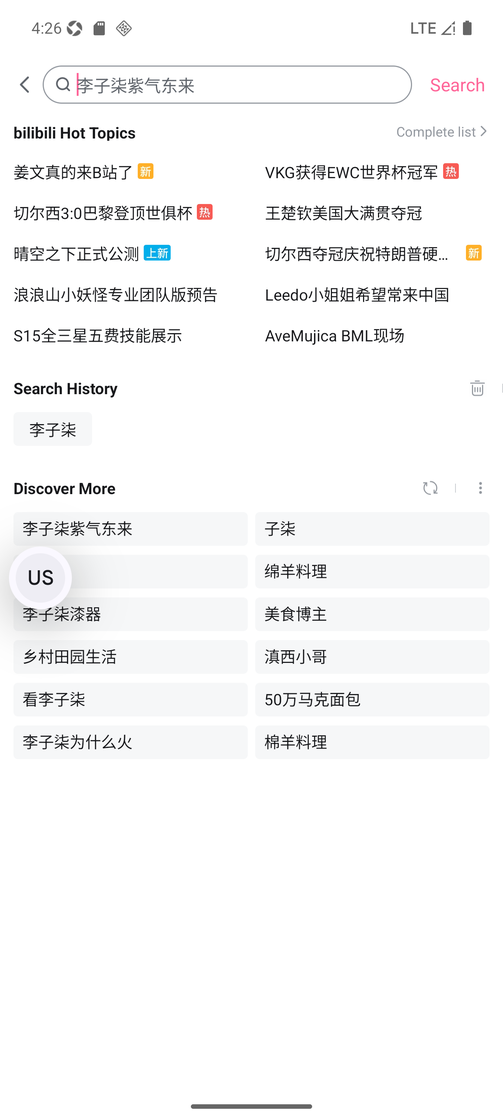 4:26
LTE
李子柒紫气东来
Search
bilibili Hot Topics
Complete list
姜文真的来B站了 新
VKG获得EWC世界杯冠军 热
切尔西3:0巴黎登顶世俱杯 热
王楚钦美国大满贯夺冠
晴空之下正式公测 上新
切尔西夺冠庆祝特朗普硬... 新
浪浪山小妖怪专业团队版预告
Leedo小姐姐希望常来中国
S15全三星五费技能展示
AveMujica BML现场
Search History
李子柒
Discover More
李子柒紫气东来
子柒
US
绵羊料理
李子柒漆器
美食博主
乡村田园生活
滇西小哥
看李子柒
50万马克面包
李子柒为什么火
棉羊料理